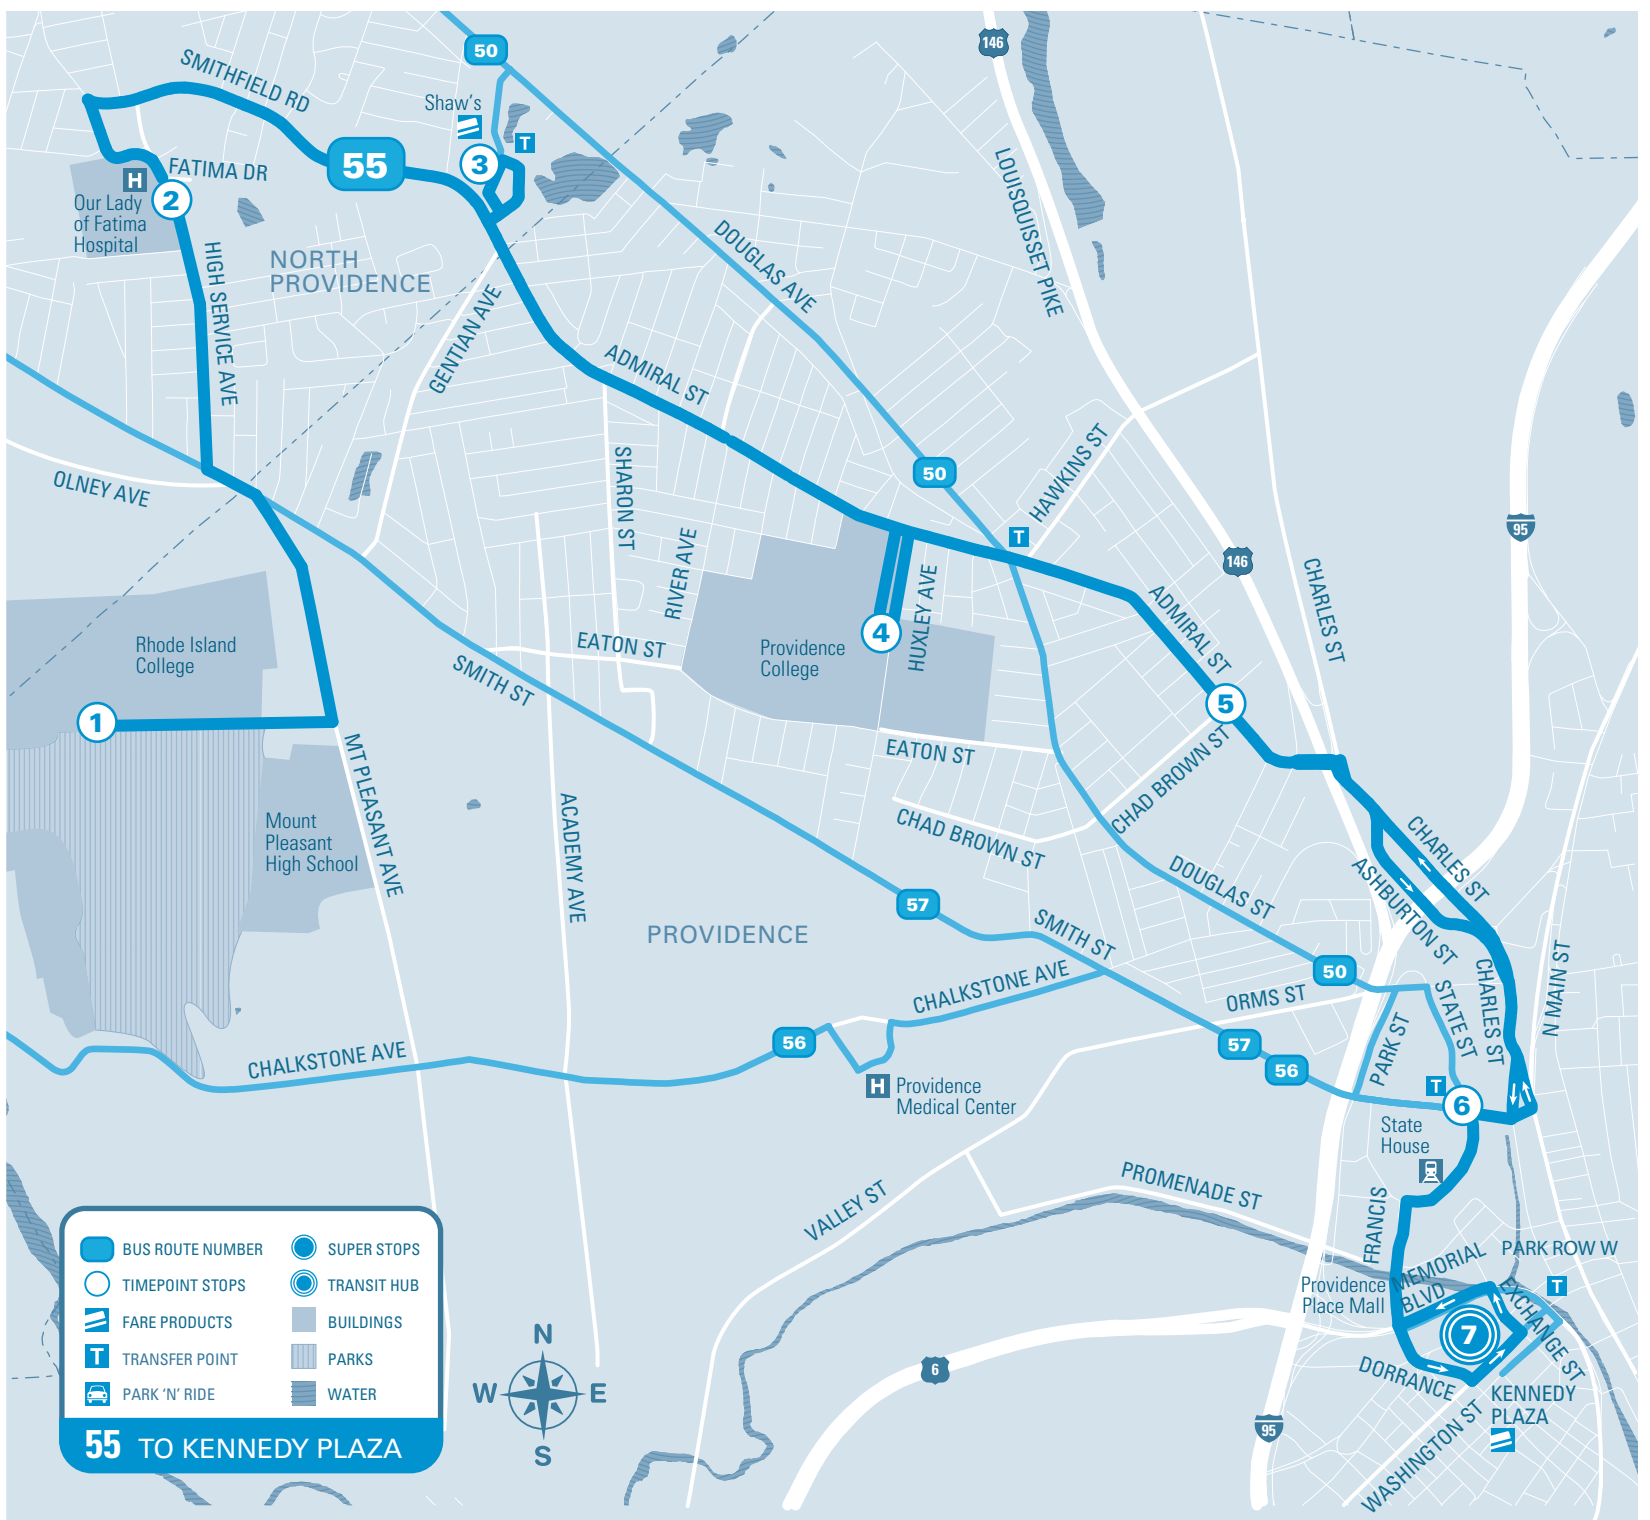 50
146
SMITHFIELD RD
Shaw's
T
55
3
FATIMA DR
H
2
Our Lady
of Fatima
Hospital
NORTH
PROVIDENCE
HIGH SERVICE AVE
GENTIAN AVE
DOUGLAS AVE
LOUISQUISSET PIKE
ADMIRAL ST
OLNEY AVE
SHARON ST
RIVER AVE
50
HAWKINS ST
T
95
146
CHARLES ST
ADMIRAL ST
HUXLEY AVE
4
Providence
College
EATON ST
Rhode Island
College
SMITH ST
1
5
MT PLEASANT AVE
EATON ST
CHAD BROWN ST
CHAD BROWN ST
Mount
Pleasant
High School
ACADEMY AVE
CHARLES ST
ASHBURTON ST
DOUGLAS ST
57
SMITH ST
PROVIDENCE
50
CHALKSTONE AVE
ORMS ST
STATE ST
CHARLES ST
N MAIN ST
PARK ST
56
57
56
CHALKSTONE AVE
H
Providence
Medical Center
T
6
State
House
VALLEY ST
PROMENADE ST
FRANCIS
MEMORIAL
BLVD
PARK ROW W
Providence
Place Mall
T
EXCHANGE ST
7
DORRANCE
KENNEDY
PLAZA
WASHINGTON ST
6
95
BUS ROUTE NUMBER
SUPER STOPS
TIMEPOINT STOPS
TRANSIT HUB
FARE PRODUCTS
BUILDINGS
T
TRANSFER POINT
PARKS
PARK 'N' RIDE
WATER
55 TO KENNEDY PLAZA
N
W
E
S